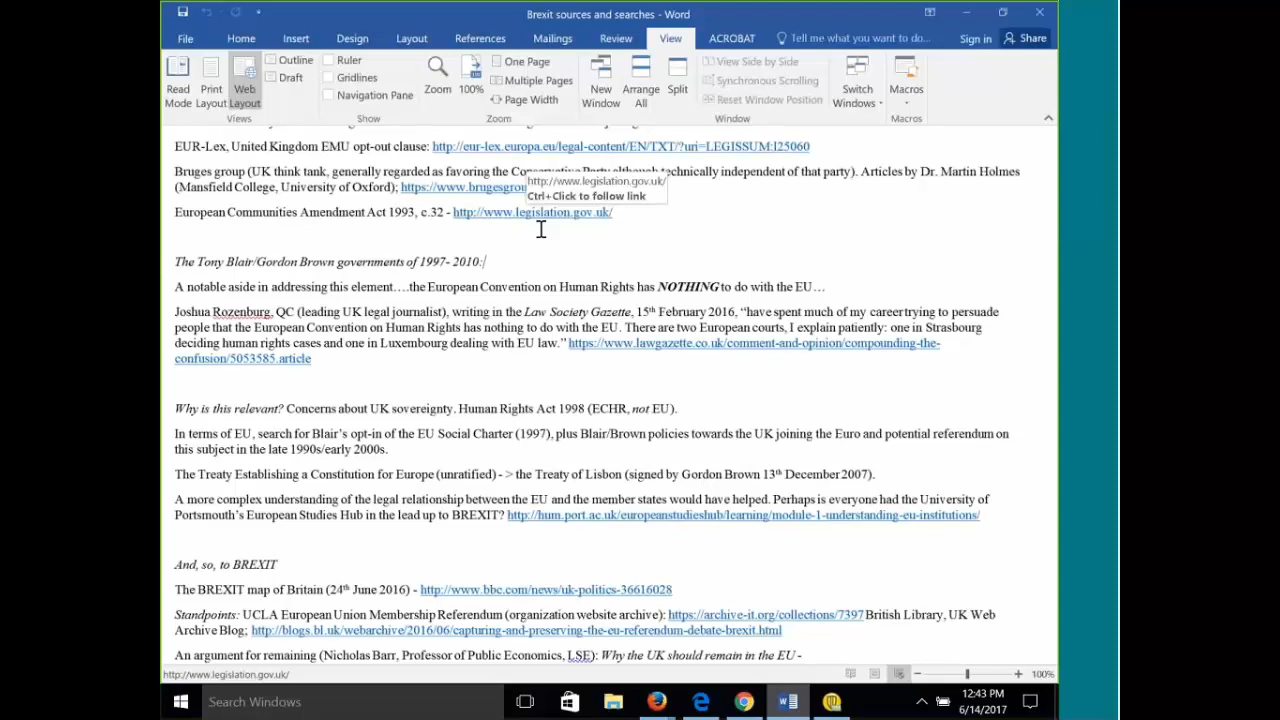 Brexit sources and searches - Word
File Home Insert Design Layout References Mailings Review View ACROBAT Tell me what you want to do... Sign in Share
Read Mode
Print Layout
Web Layout
Outline
Draft
Views
Ruler
Gridlines
Navigation Pane
Show
Zoom
100%
One Page
Multiple Pages
Page Width
Zoom
New Window
Arrange All
Split
View Side by Side
Synchronous Scrolling
Reset Window Position
Window
Switch Windows
Macros
Macros
EUR-Lex, United Kingdom EMU opt-out clause: http://eur-lex.europa.eu/legal-content/EN/TXT/?uri=LEGISSUM:l25060
Bruges group (UK think tank, generally regarded as favoring the Conservative Party although technically independent of that party). Articles by Dr. Martin Holmes
(Mansfield College, University of Oxford); https://www.brugesgrou
http://www.legislation.gov.uk/
Ctrl+Click to follow link
European Communities Amendment Act 1993, c.32 - http://www.legislation.gov.uk/
The Tony Blair/Gordon Brown governments of 1997- 2010:
A notable aside in addressing this element….the European Convention on Human Rights has NOTHING to do with the EU…
Joshua Rozenburg, QC (leading UK legal journalist), writing in the Law Society Gazette, 15th February 2016, “have spent much of my career trying to persuade
people that the European Convention on Human Rights has nothing to do with the EU. There are two European courts, I explain patiently: one in Strasbourg
deciding human rights cases and one in Luxembourg dealing with EU law.” https://www.lawgazette.co.uk/comment-and-opinion/compounding-the-
confusion/5053585.article
Why is this relevant? Concerns about UK sovereignty. Human Rights Act 1998 (ECHR, not EU).
In terms of EU, search for Blair’s opt-in of the EU Social Charter (1997), plus Blair/Brown policies towards the UK joining the Euro and potential referendum on
this subject in the late 1990s/early 2000s.
The Treaty Establishing a Constitution for Europe (unratified) - > the Treaty of Lisbon (signed by Gordon Brown 13th December 2007).
A more complex understanding of the legal relationship between the EU and the member states would have helped. Perhaps is everyone had the University of
Portsmouth’s European Studies Hub in the lead up to BREXIT? http://hum.port.ac.uk/europeanstudieshub/learning/module-1-understanding-eu-institutions/
And, so, to BREXIT
The BREXIT map of Britain (24th June 2016) - http://www.bbc.com/news/uk-politics-36616028
Standpoints: UCLA European Union Membership Referendum (organization website archive): https://archive-it.org/collections/7397 British Library, UK Web
Archive Blog; http://blogs.bl.uk/webarchive/2016/06/capturing-and-preserving-the-eu-referendum-debate-brexit.html
An argument for remaining (Nicholas Barr, Professor of Public Economics, LSE): Why the UK should remain in the EU -
http://www.legislation.gov.uk/
100%
Search Windows
12:43 PM
6/14/2017